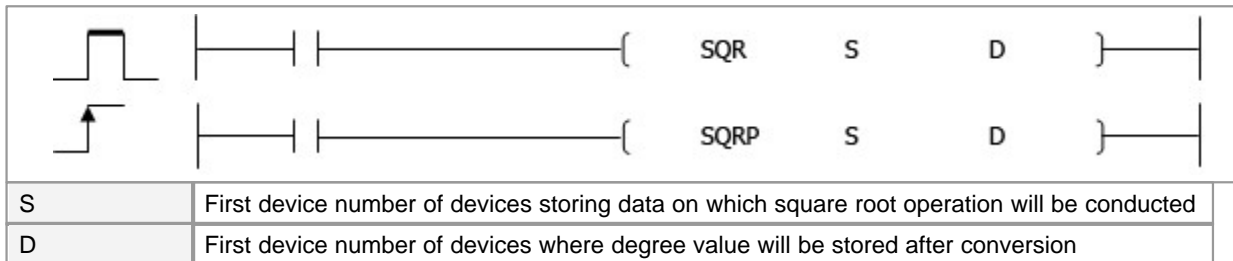 SQR S D
SQRP S D
S First device number of devices storing data on which square root operation will be conducted
D First device number of devices where degree value will be stored after conversion